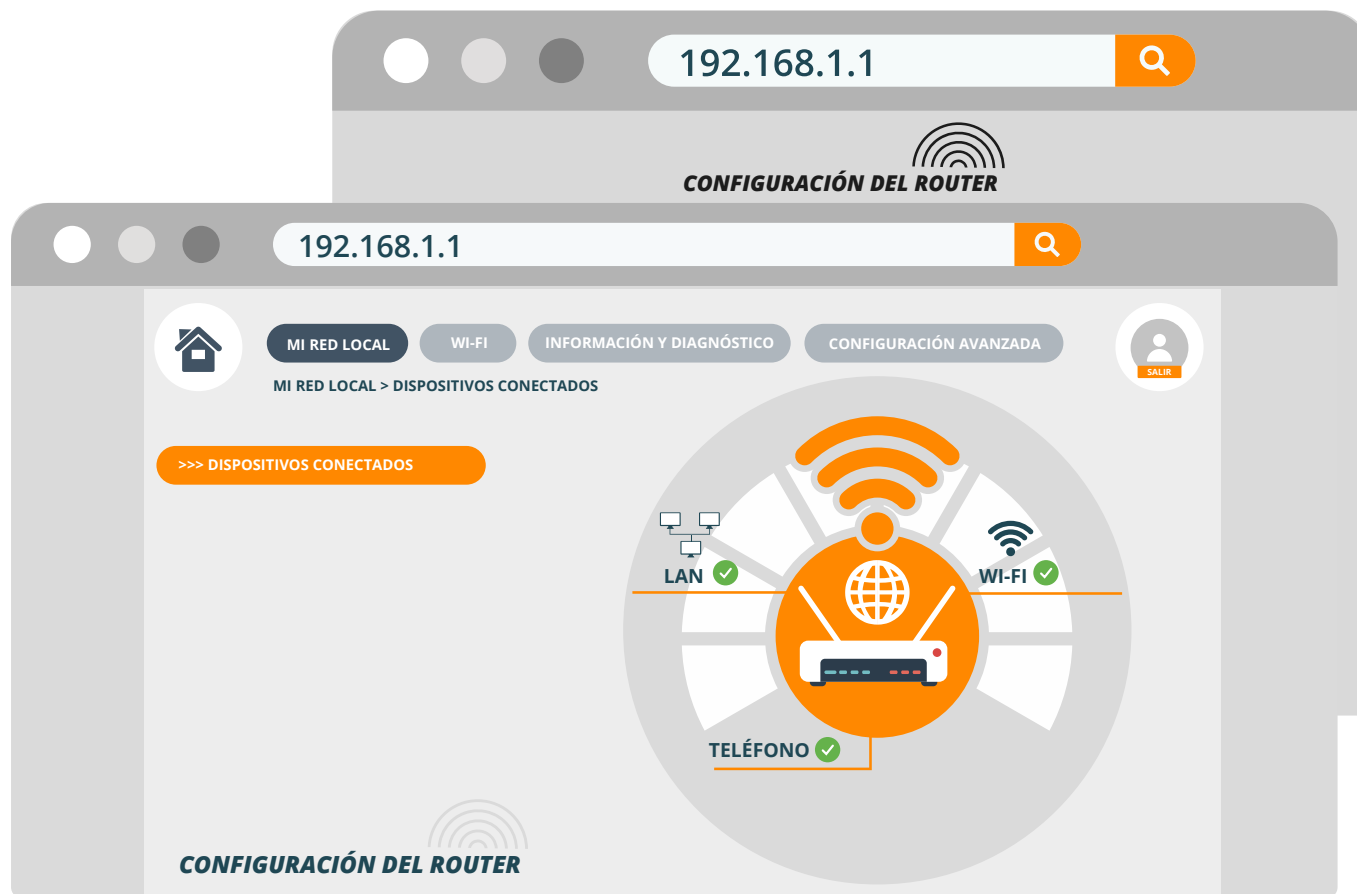 192.168.1.1
CONFIGURACIÓN DEL ROUTER
192.168.1.1
MI RED LOCAL
WI-FI
INFORMACIÓN Y DIAGNÓSTICO
CONFIGURACIÓN AVANZADA
SALIR
MI RED LOCAL > DISPOSITIVOS CONECTADOS
>>> DISPOSITIVOS CONECTADOS
LAN
WI-FI
TELÉFONO
CONFIGURACIÓN DEL ROUTER